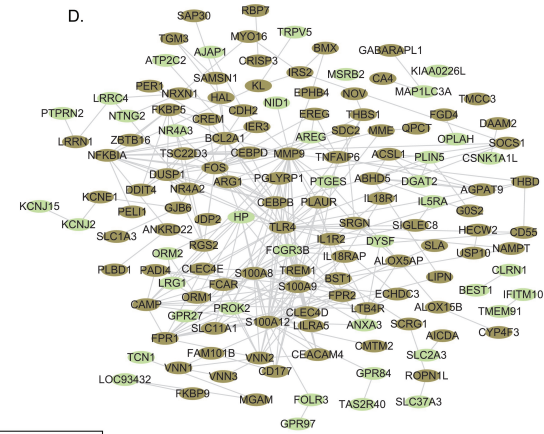 D.
SAP30
RBP7
TRPV5
TGM3
MYO16
AJAP1
BMX
GABARAPL1
ATP2C2
CRISP3
KIAA0226L
SAMSN1
IRS2
MSRB2
CA4
PER1
NRXN1
KL
EPHB4
NOV
MAP1LC3A
LRRC4
HAL
NID1
TMCC3
PTPRN2
NTNG2
FKBP5
CDH2
EREG
THBS1
FGD4
CREM
IER3
DAAM2
NR4A3
SDC2
MME
QPCT
LRRN1
ZBTB16
BCL2A1
AREG
OPLAH
SOCS1
NFKBIA
TSC22D3
CEBPD
MMP9
TNFAIP6
ACSL1
PLIN5
CSNK1A1L
FOS
DUSP1
PGLYRP1
ABHD5
ARG1
PTGES
DGAT2
THBD
DDIT4
NR4A2
AGPAT9
KCNE1
IL18R1
IL5RA
KCNJ15
PELI1
GJB6
CEBPB
PLAUR
G0S2
KCNJ2
JDP2
HP
SRGN
SIGLEC8
HECW2
CD55
SLC1A3
ANKRD22
TLR4
IL1R2
DYSF
SLA
NAMPT
RGS2
FCGR3B
USP10
ORM2
IL18RAP
ALOX5AP
PLBD1
PADI4
CLEC4E
S100A8
TREM1
CLRN1
LRG1
FCAR
BST1
LIPN
S100A9
BEST1
IFITM10
CAMP
ORM1
FPR2
ECHDC3
PROK2
LTB4R
ALOX15B
TMEM91
GPR27
CLEC4D
S100A12
LILRA5
ANXA3
SCRG1
SLC11A1
AICDA
CYP4F3
FPR1
CMTM2
TCN1
FAM101B
VNN2
CEACAM4
SLC2A3
VNN1
CD177
GPR84
ROPN1L
LOC93432
VNN3
FKBP9
MGAM
FOLR3
TAS2R40
SLC37A3
GPR97